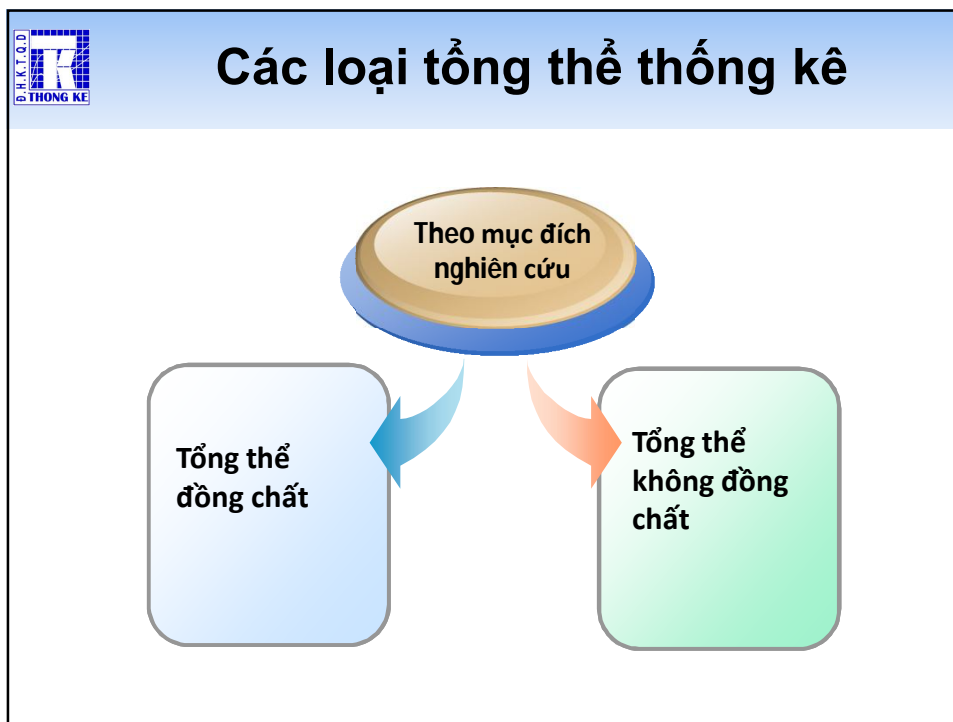 Đ.H.K.T.Q.D
TK
THONG KE
Các loại tổng thể thống kê
Theo mục đích
nghiên cứu
Tổng thể
đồng chất
Tổng thể
không đồng
chất